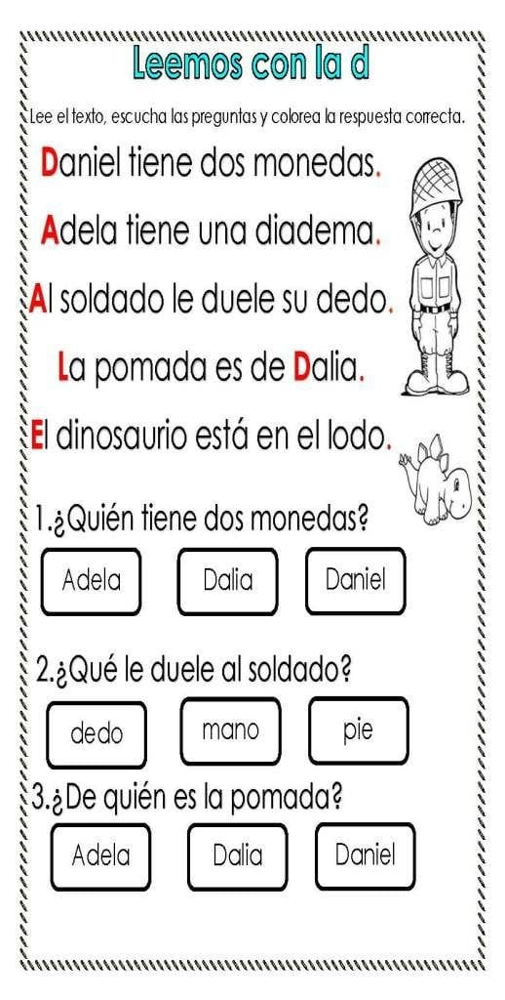 Leemos con la d
Lee el texto, escucha las preguntas y colorea la respuesta correcta.
Daniel tiene dos monedas.
Adela tiene una diadema.
Al soldado le duele su dedo.
La pomada es de Dalia.
El dinosaurio está en el lodo.
1.¿Quién tiene dos monedas?
Adela Dalia Daniel
2.¿Qué le duele al soldado?
dedo mano pie
3.¿De quién es la pomada?
Adela Dalia Daniel